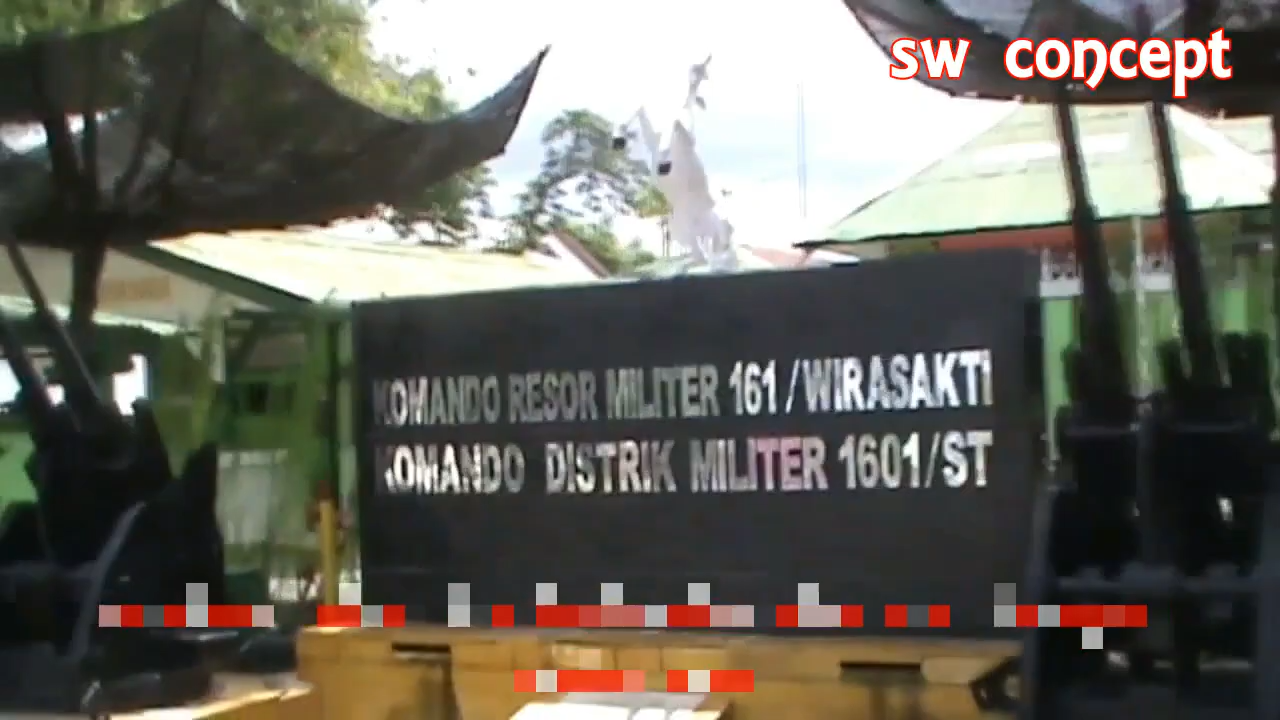 sw concept
KOMANDO RESOR MILITER 161/WIRASAKTI
KOMANDO DISTRIK MILITER 1601/ST